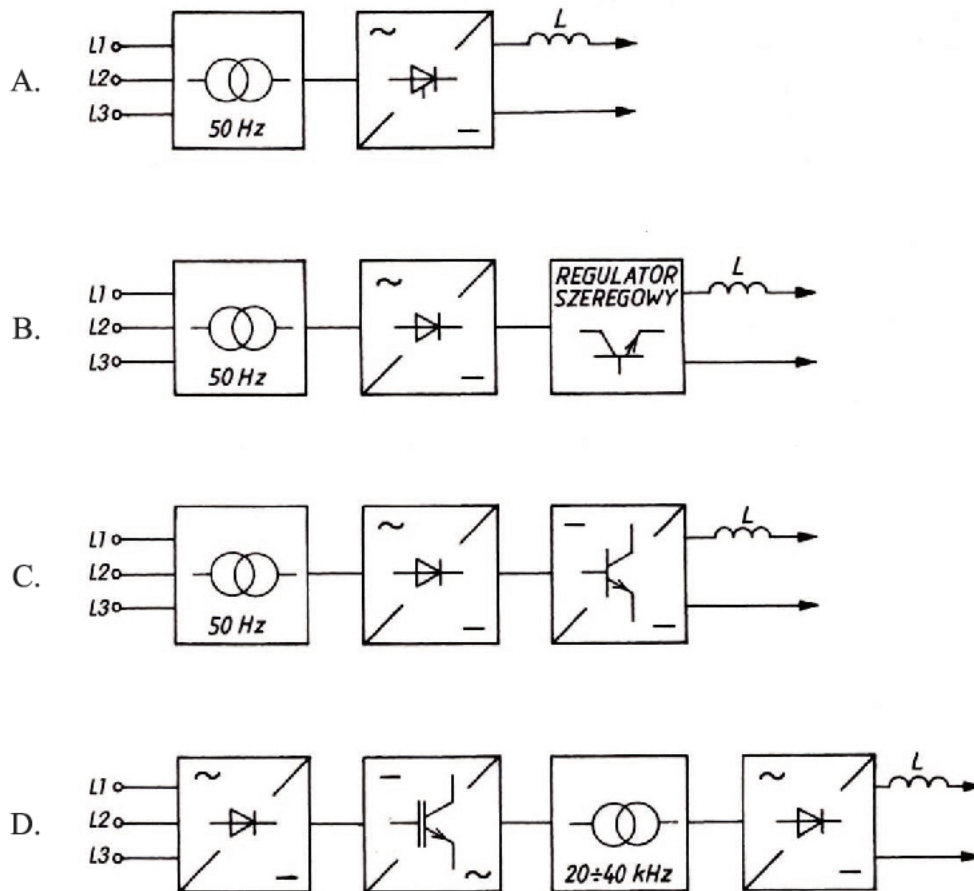 A.
L1
L2
L3
50 Hz
~
—
L
B.
L1
L2
L3
50 Hz
~
—
REGULATOR
SZEREGOWY
L
C.
L1
L2
L3
50 Hz
~
—
—
—
L
D.
L1
L2
L3
~
—
—
~
20÷40 kHz
~
—
L